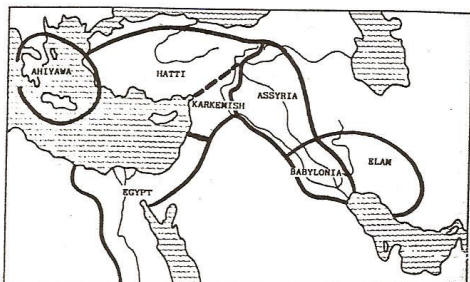 AHIYAWA
HATTI
KARKEMISH
ASSYRIA
ELAM
BABYLONIA
EGYPT